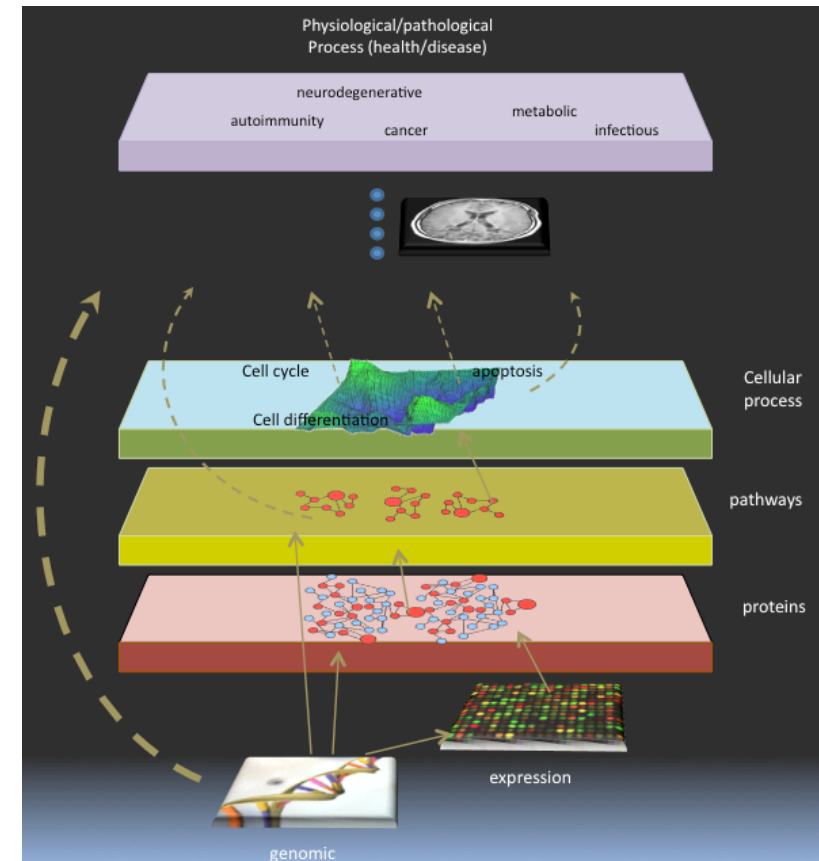 Physiological/pathological
Process (health/disease)
neurodegenerative
metabolic
autoimmunity
cancer
infectious
Cell cycle
apoptosis
Cellular
process
Cell differentiation
pathways
proteins
expression
genomic